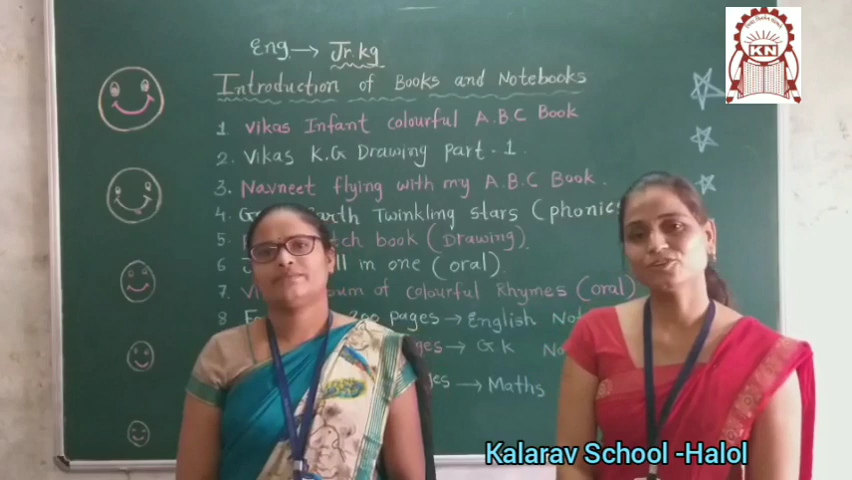 Eng → Jr. kg
Introduction of Books and Notebooks
1. Vikas Infant colourful A.B.C Book
2. Vikas K.G Drawing part - 1.
3. Navneet flying with my A.B.C Book.
4. Twinkling stars (phonics
5. book (Drawing)
6 in one (oral)
7. of colourful Rhymes (oral)
8 pages → English
→ G K
→ Maths
KN
Kalarav School -Halol